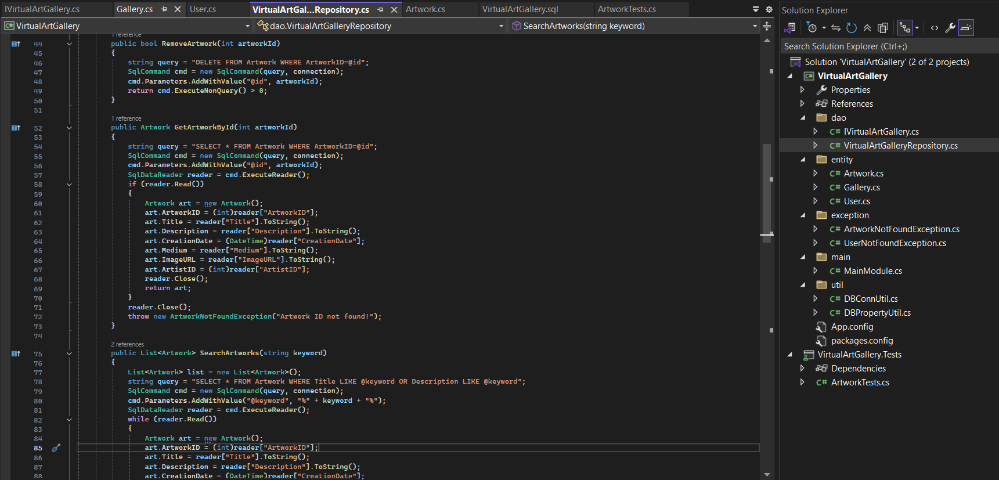 IVirtualArtGallery.cs
Gallery.cs
User.cs
VirtualArtGal...Repository.cs
Artwork.cs
VirtualArtGallery.sql
ArtworkTests.cs
VirtualArtGallery
dao.VirtualArtGalleryRepository
SearchArtworks(string keyword)
1 reference
44 public bool RemoveArtwork(int artworkId)
45 {
46 string query = "DELETE FROM Artwork WHERE ArtworkID=@id";
47 SqlCommand cmd = new SqlCommand(query, connection);
48 cmd.Parameters.AddWithValue("@id", artworkId);
49 return cmd.ExecuteNonQuery() > 0;
50 }
51
1 reference
52 public Artwork GetArtworkById(int artworkId)
53 {
54 string query = "SELECT * FROM Artwork WHERE ArtworkID=@id";
55 SqlCommand cmd = new SqlCommand(query, connection);
56 cmd.Parameters.AddWithValue("@id", artworkId);
57 SqlDataReader reader = cmd.ExecuteReader();
58 if (reader.Read())
59 {
60 Artwork art = new Artwork();
61 art.ArtworkID = (int)reader["ArtworkID"];
62 art.Title = reader["Title"].ToString();
63 art.Description = reader["Description"].ToString();
64 art.CreationDate = (DateTime)reader["CreationDate"];
65 art.Medium = reader["Medium"].ToString();
66 art.ImageURL = reader["ImageURL"].ToString();
67 art.ArtistID = (int)reader["ArtistID"];
68 reader.Close();
69 return art;
70 }
71 reader.Close();
72 throw new ArtworkNotFoundException("Artwork ID not found!");
73 }
74
2 references
75 public List<Artwork> SearchArtworks(string keyword)
76 {
77 List<Artwork> list = new List<Artwork>();
78 string query = "SELECT * FROM Artwork WHERE Title LIKE @keyword OR Description LIKE @keyword";
79 SqlCommand cmd = new SqlCommand(query, connection);
80 cmd.Parameters.AddWithValue("@keyword", "%" + keyword + "%");
81 SqlDataReader reader = cmd.ExecuteReader();
82 while (reader.Read())
83 {
84 Artwork art = new Artwork();
85 art.ArtworkID = (int)reader["ArtworkID"];
86 art.Title = reader["Title"].ToString();
87 art.Description = reader["Description"].ToString();
88 art.CreationDate = (DateTime)reader["CreationDate"];
Solution Explorer
Search Solution Explorer (Ctrl+;)
Solution 'VirtualArtGallery' (2 of 2 projects)
C# VirtualArtGallery
Properties
References
dao
C# IVirtualArtGallery.cs
C# VirtualArtGalleryRepository.cs
entity
C# Artwork.cs
C# Gallery.cs
C# User.cs
exception
C# ArtworkNotFoundException.cs
C# UserNotFoundException.cs
main
C# MainModule.cs
util
C# DBConnUtil.cs
C# DBPropertyUtil.cs
App.config
packages.config
VirtualArtGallery.Tests
Dependencies
C# ArtworkTests.cs